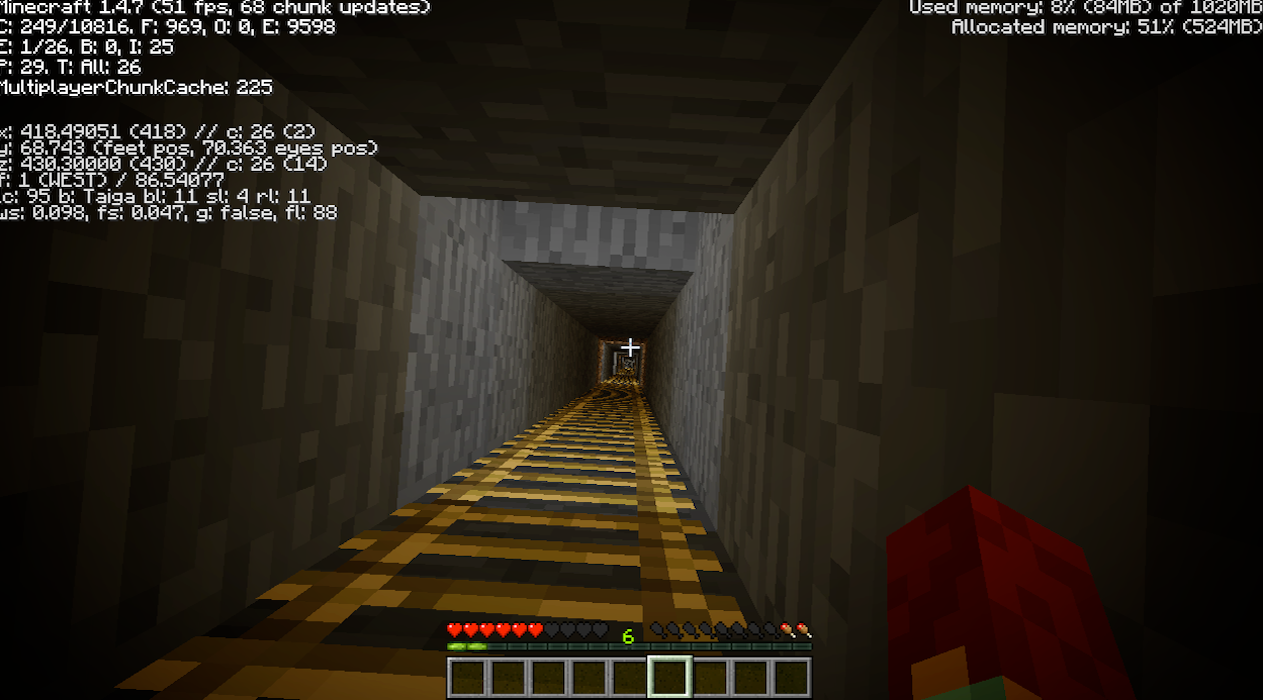 Minecraft 1.4.7 (51 fps, 68 chunk updates)
C: 249/10816. F: 969, O: 0, E: 9598
E: 1/26. B: 0, I: 25
P: 29. T: All: 26
MultiplayerChunkCache: 225
x: 418.49051 (418) // c: 26 (2)
y: 68.743 (feet pos, 70.363 eyes pos)
z: 430.30000 (430) // c: 26 (14)
f: 1 (WEST) / 86.54077
lc: 95 b: Taiga bl: 11 sl: 4 rl: 11
ws: 0.098, fs: 0.047, g: false, fl: 88
Used memory: 8% (84MB) of 1020MB
Allocated memory: 51% (524MB)
6